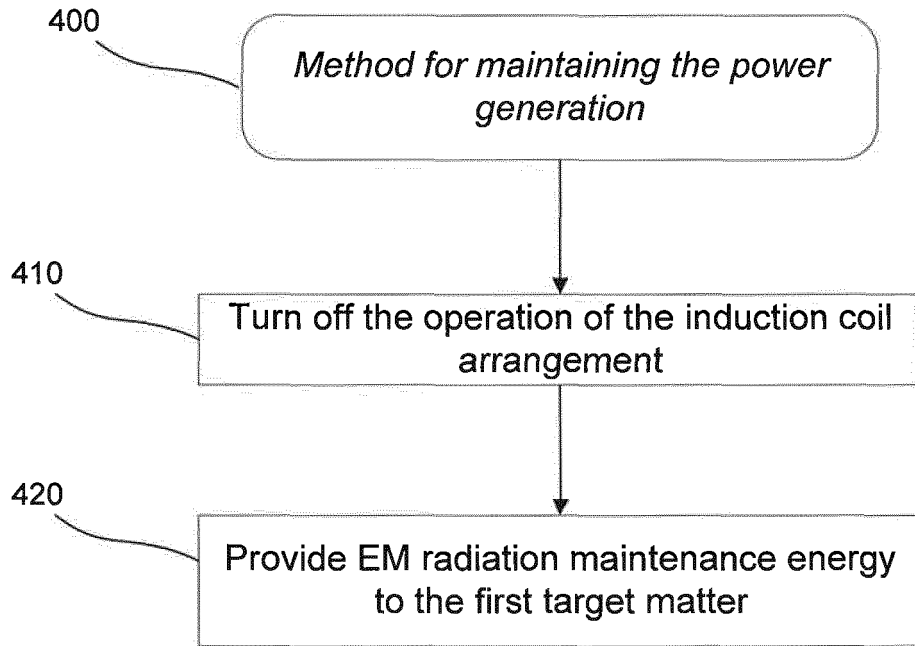 400
Method for maintaining the power
generation
410
Turn off the operation of the induction coil
arrangement
420
Provide EM radiation maintenance energy
to the first target matter